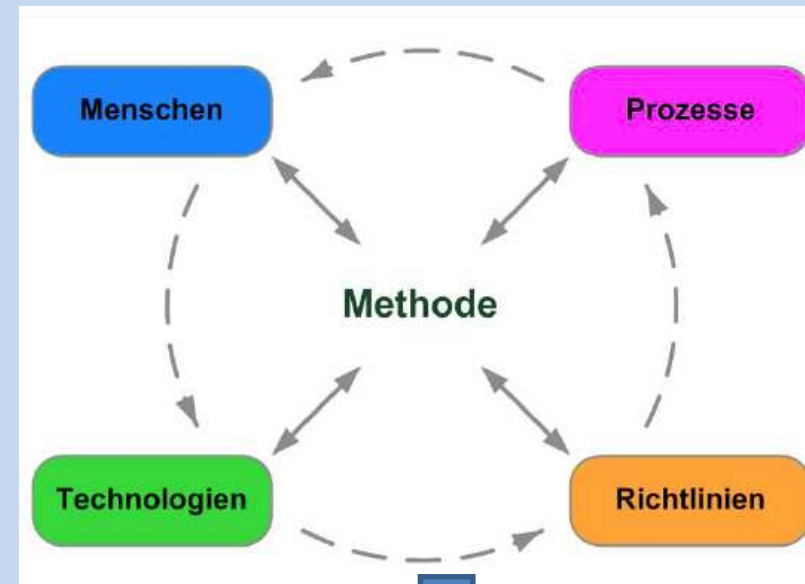 Menschen
Prozesse
Methode
Technologien
Richtlinien